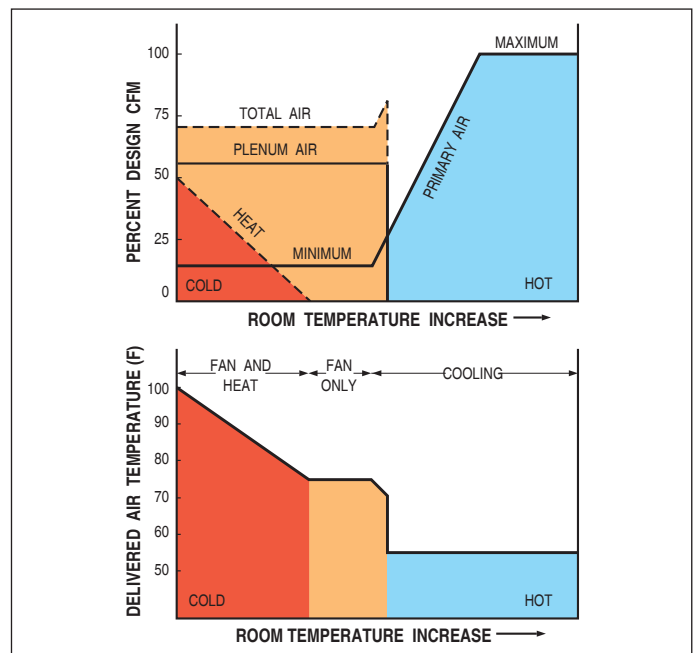 PERCENT DESIGN CFM
100
75
50
25
0
MAXIMUM
TOTAL AIR
PLENUM AIR
PRIMARY AIR
HEAT
MINIMUM
COLD
HOT
ROOM TEMPERATURE INCREASE
DELIVERED AIR TEMPERATURE (F)
FAN AND
HEAT
FAN
ONLY
COOLING
100
90
80
70
60
50
COLD
HOT
ROOM TEMPERATURE INCREASE